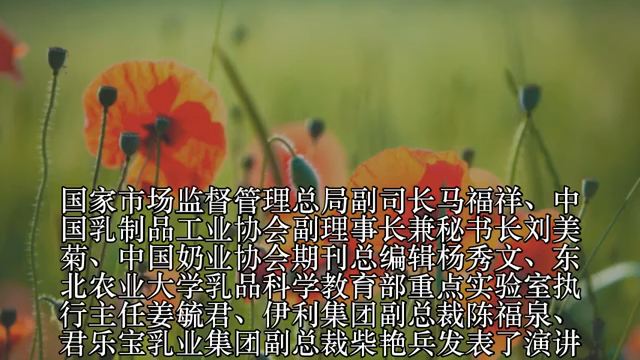 国家市场监督管理总局副司长马福祥、中
国乳制品工业协会副理事长兼秘书长刘美
菊、中国奶业协会期刊总编辑杨秀文、东
北农业大学乳品科学教育部重点实验室执
行主任姜毓君、伊利集团副总裁陈福泉、
君乐宝乳业集团副总裁柴艳兵发表了演讲